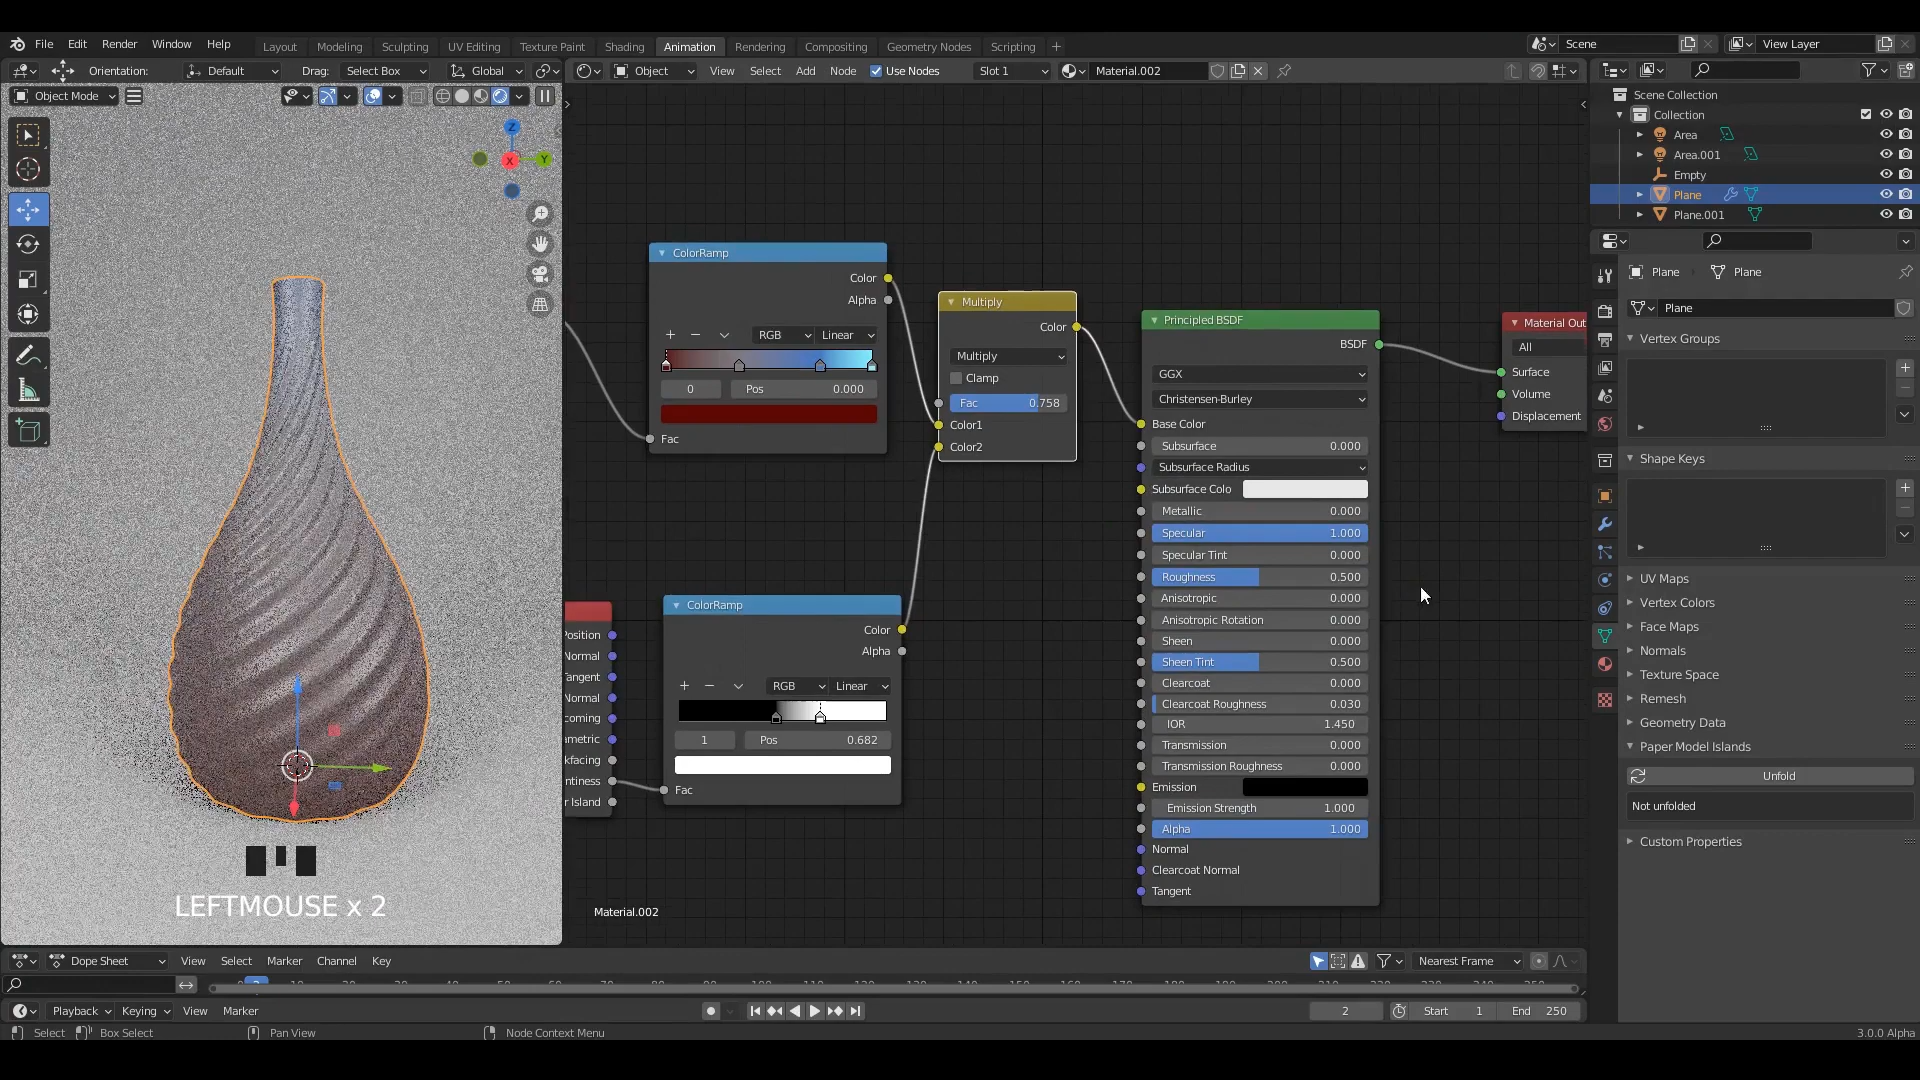 File Edit Render Window Help
Layout Modeling Sculpting UV Editing Texture Paint Shading Animation Rendering Compositing Geometry Nodes Scripting +
Scene
View Layer
Orientation: Default Drag: Select Box Global
Object View Select Add Node Use Nodes Slot 1 Material.002
Object Mode
Z
X
Y
LEFTMOUSE x 2
ColorRamp
Color
Alpha
RGB Linear
0 Pos 0.000
Fac
Multiply
Color
Multiply
Clamp
Fac 0.758
Color1
Color2
ColorRamp
Color
Alpha
RGB Linear
1 Pos 0.682
Fac
Position
Normal
Normal
Principled BSDF
BSDF
GGX
Christensen-Burley
Base Color
Subsurface 0.000
Subsurface Radius
Subsurface Colo
Metallic 0.000
Specular 1.000
Specular Tint 0.000
Roughness 0.500
Anisotropic 0.000
Anisotropic Rotation 0.000
Sheen 0.000
Sheen Tint 0.500
Clearcoat 0.000
Clearcoat Roughness 0.030
IOR 1.450
Transmission 0.000
Transmission Roughness 0.000
Emission
Emission Strength 1.000
Alpha 1.000
Normal
Clearcoat Normal
Tangent
Material Out
All
Surface
Volume
Displacement
Material.002
Scene Collection
Collection
Area
Area.001
Empty
Plane
Plane.001
Plane Plane
Plane
Vertex Groups
Shape Keys
UV Maps
Vertex Colors
Face Maps
Normals
Texture Space
Remesh
Geometry Data
Paper Model Islands
Unfold
Not unfolded
Custom Properties
Dope Sheet View Select Marker Channel Key
Nearest Frame
Playback Keying View Marker
2 Start 1 End 250
Select Box Select Pan View Node Context Menu
3.0.0 Alpha